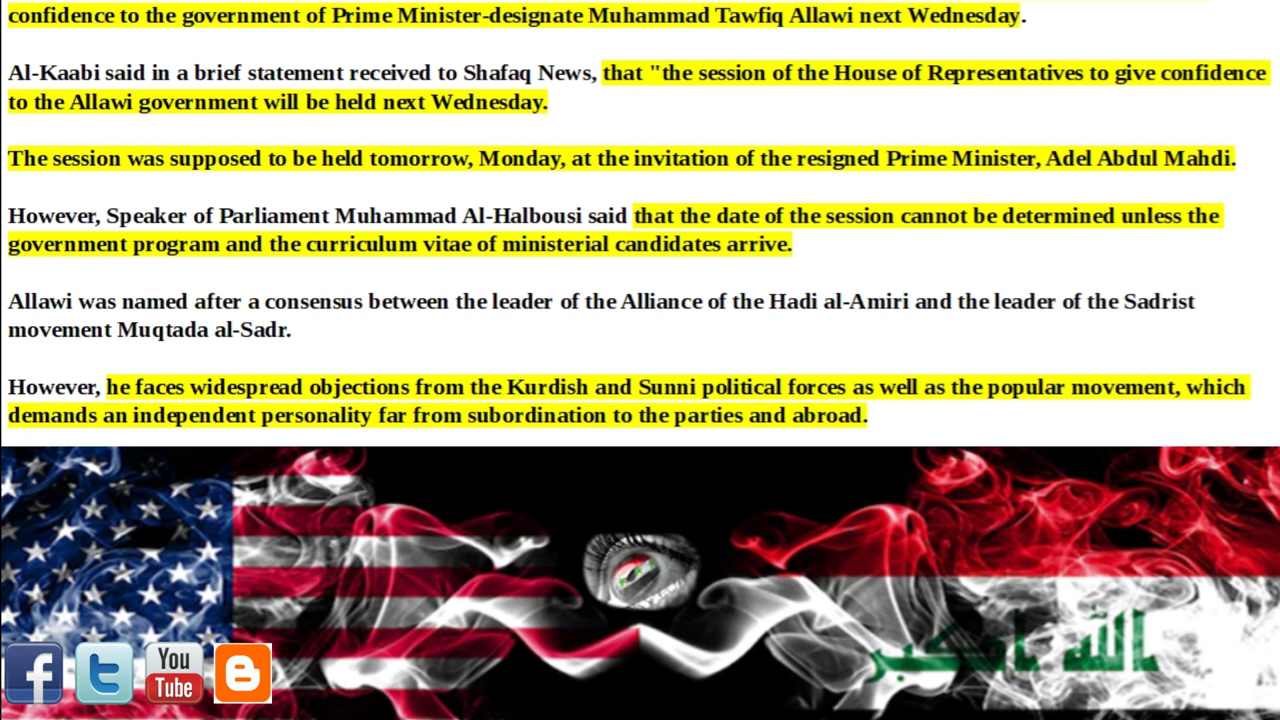 confidence to the government of Prime Minister-designate Muhammad Tawfiq Allawi next Wednesday.
Al-Kaabi said in a brief statement received to Shafaq News, that "the session of the House of Representatives to give confidence
to the Allawi government will be held next Wednesday.
The session was supposed to be held tomorrow, Monday, at the invitation of the resigned Prime Minister, Adel Abdul Mahdi.
However, Speaker of Parliament Muhammad Al-Halbousi said that the date of the session cannot be determined unless the
government program and the curriculum vitae of ministerial candidates arrive.
Allawi was named after a consensus between the leader of the Alliance of the Hadi al-Amiri and the leader of the Sadrist
movement Muqtada al-Sadr.
However, he faces widespread objections from the Kurdish and Sunni political forces as well as the popular movement, which
demands an independent personality far from subordination to the parties and abroad.
الله اكبر
f
t
You
Tube
B